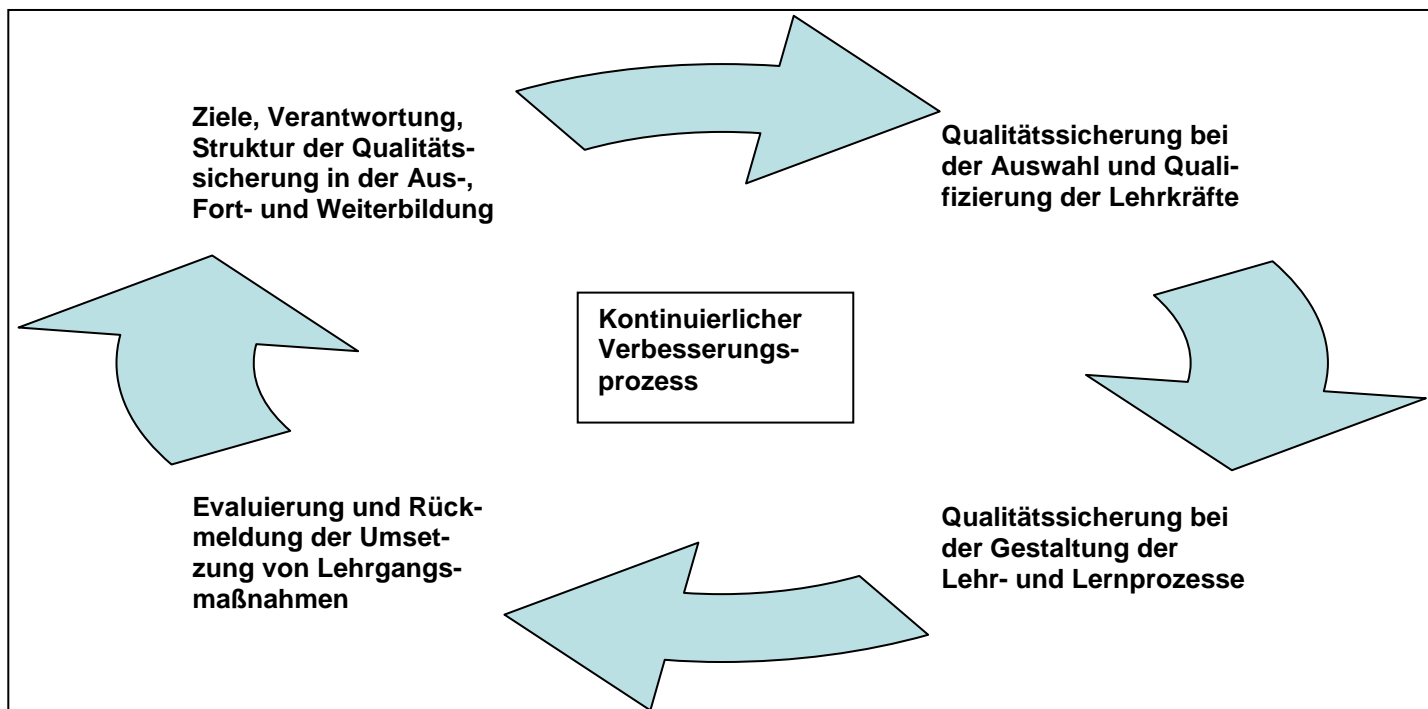 Ziele, Verantwortung,
Struktur der Qualitäts-
sicherung in der Aus-,
Fort- und Weiterbildung
Qualitätssicherung bei
der Auswahl und Quali-
fizierung der Lehrkräfte
Kontinuierlicher
Verbesserungs-
prozess
Evaluierung und Rück-
meldung der Umset-
zung von Lehrgangs-
maßnahmen
Qualitätssicherung bei
der Gestaltung der
Lehr- und Lernprozesse